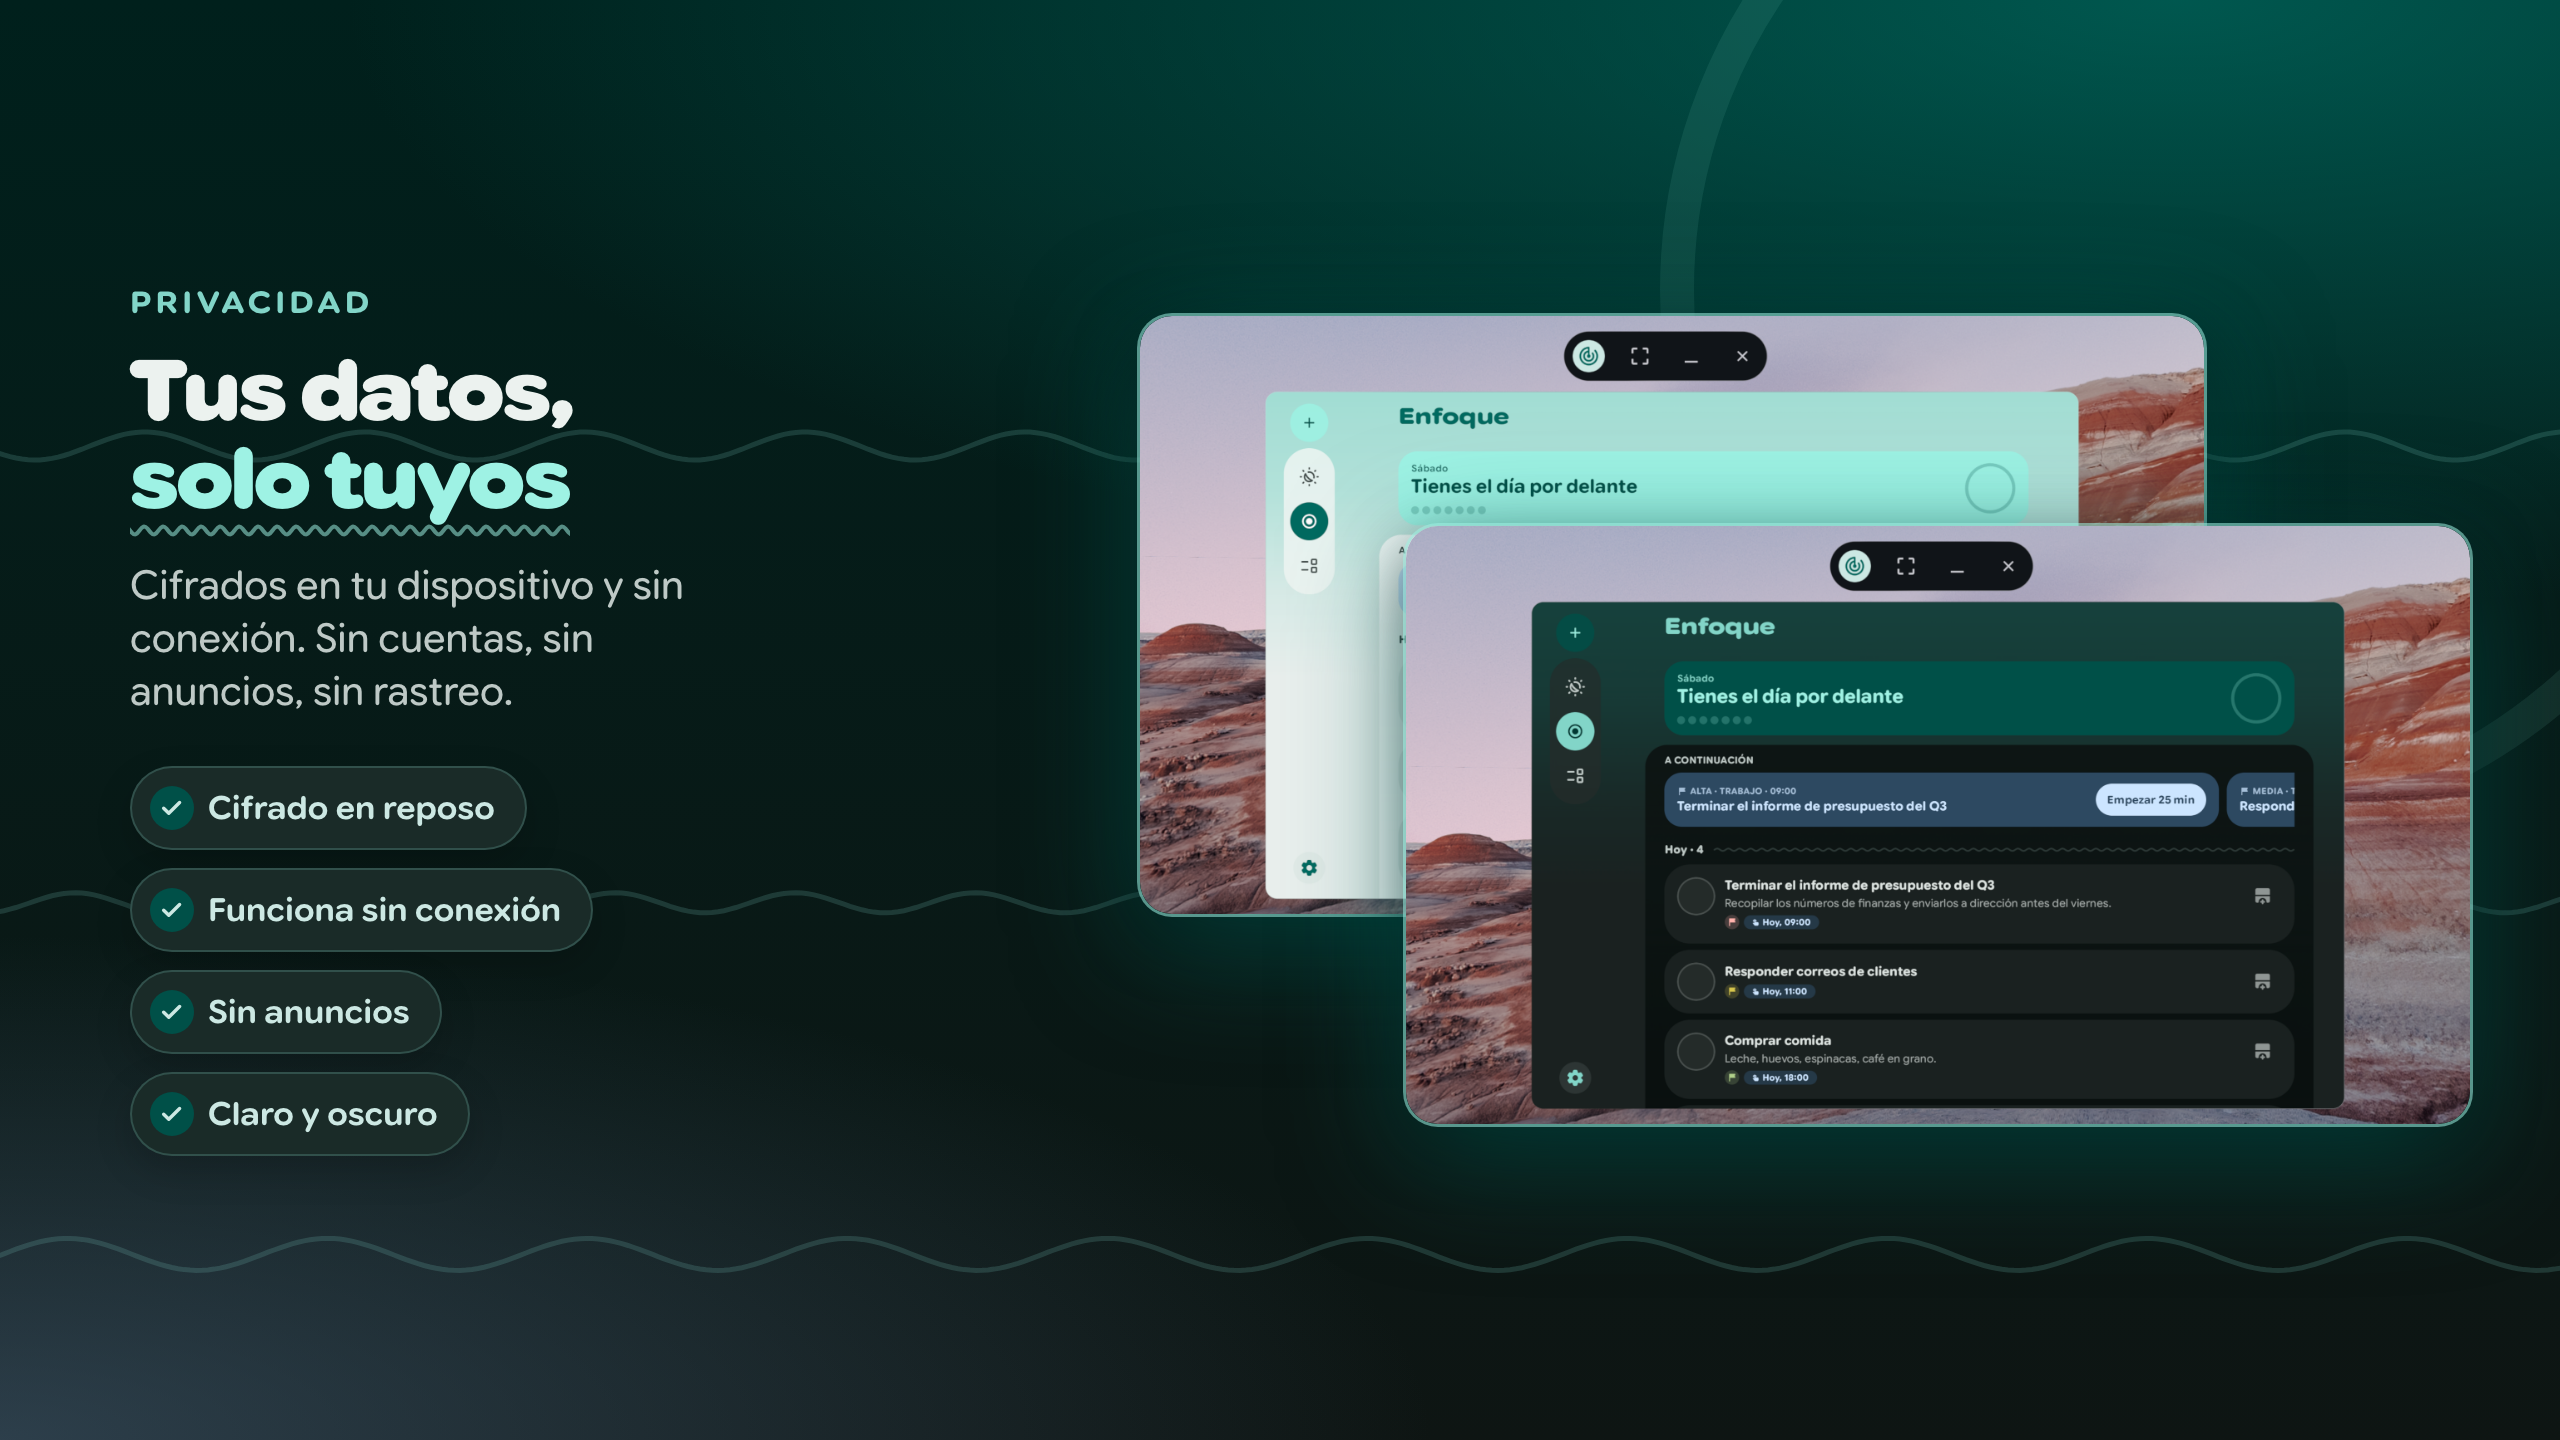 PRIVACIDAD
Tus datos,
solo tuyos
Cifrados en tu dispositivo y sin
conexión. Sin cuentas, sin
anuncios, sin rastreo.
Cifrado en reposo
Funciona sin conexión
Sin anuncios
Claro y oscuro
Enfoque
Sábado
Tienes el día por delante
Enfoque
Sábado
Tienes el día por delante
A CONTINUACIÓN
ALTA · TRABAJO · 09:00
Terminar el informe de presupuesto del Q3
Empezar 25 min
MEDIA ·
Respond
Hoy · 4
Terminar el informe de presupuesto del Q3
Recopilar los números de finanzas y enviarlos a dirección antes del viernes.
Hoy, 09:00
Responder correos de clientes
Hoy, 11:00
Comprar comida
Leche, huevos, espinacas, café en grano.
Hoy, 18:00